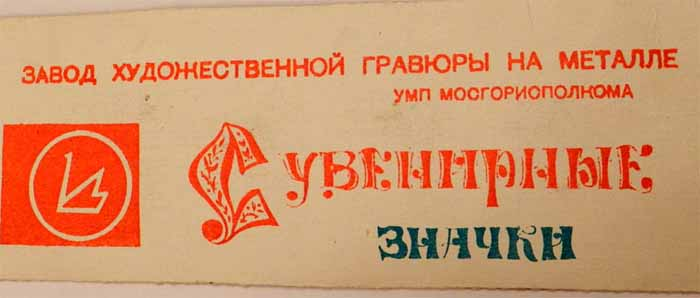 ЗАВОД ХУДОЖЕСТВЕННОЙ ГРАВЮРЫ НА МЕТАЛЛЕ
УМП МОСГОРИСПОЛКОМА
Сувенирные
ЗНАЧКИ